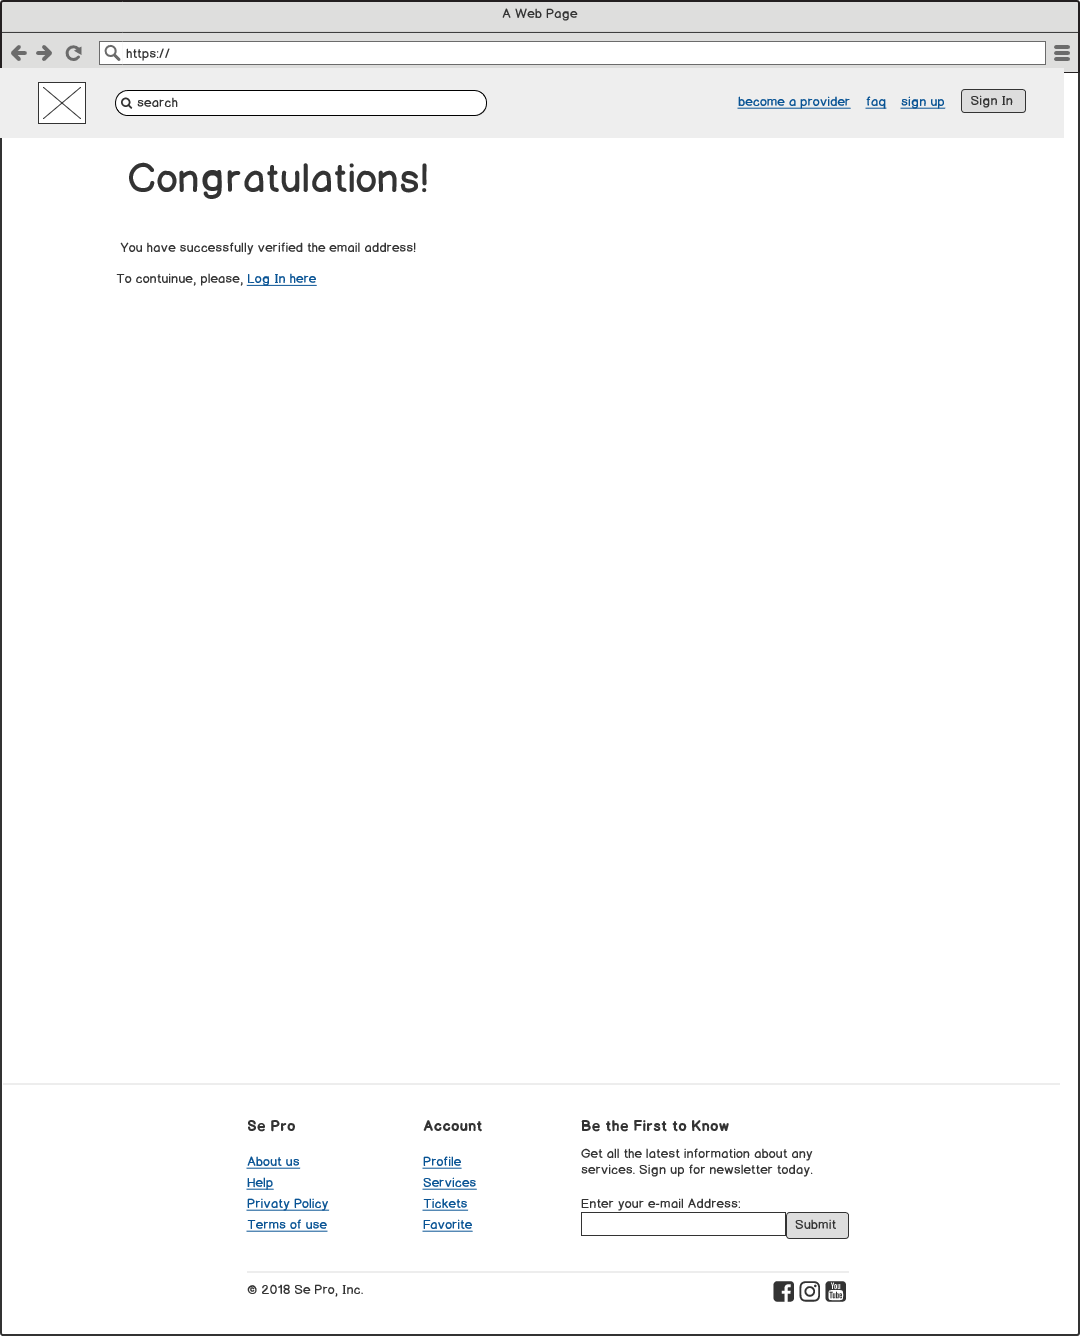 A Web Page
https://
search
become a provider faq sign up Sign In
Congratulations!
You have successfully verified the email address!
To contuinue, please, Log In here
Se Pro
About us
Help
Privaty Policy
Terms of use
Account
Profile
Services
Tickets
Favorite
Be the First to Know
Get all the latest information about any
services. Sign up for newsletter today.
Enter your e-mail Address:
Submit
© 2018 Se Pro, Inc.
You
Tube